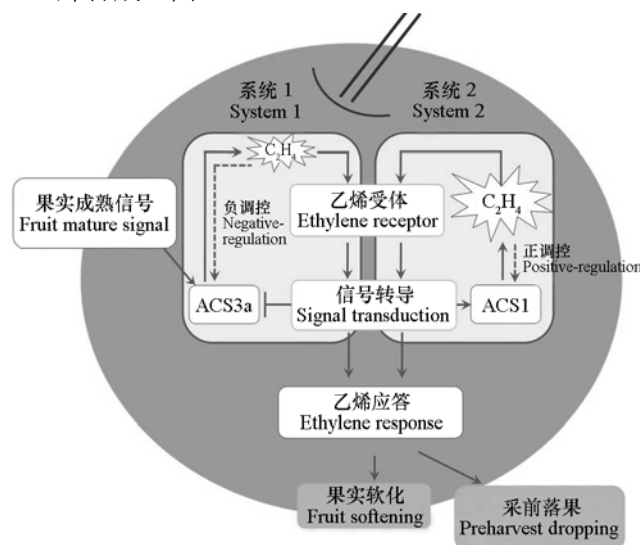 系统 1
System 1
系统 2
System 2
C₂H₄
果实成熟信号
Fruit mature signal
负调控
Negative-
regulation
乙烯受体
Ethylene receptor
C₂H₄
正调控
Positive-regulation
ACS3a
信号转导
Signal transduction
ACS1
乙烯应答
Ethylene response
果实软化
Fruit softening
采前落果
Preharvest dropping